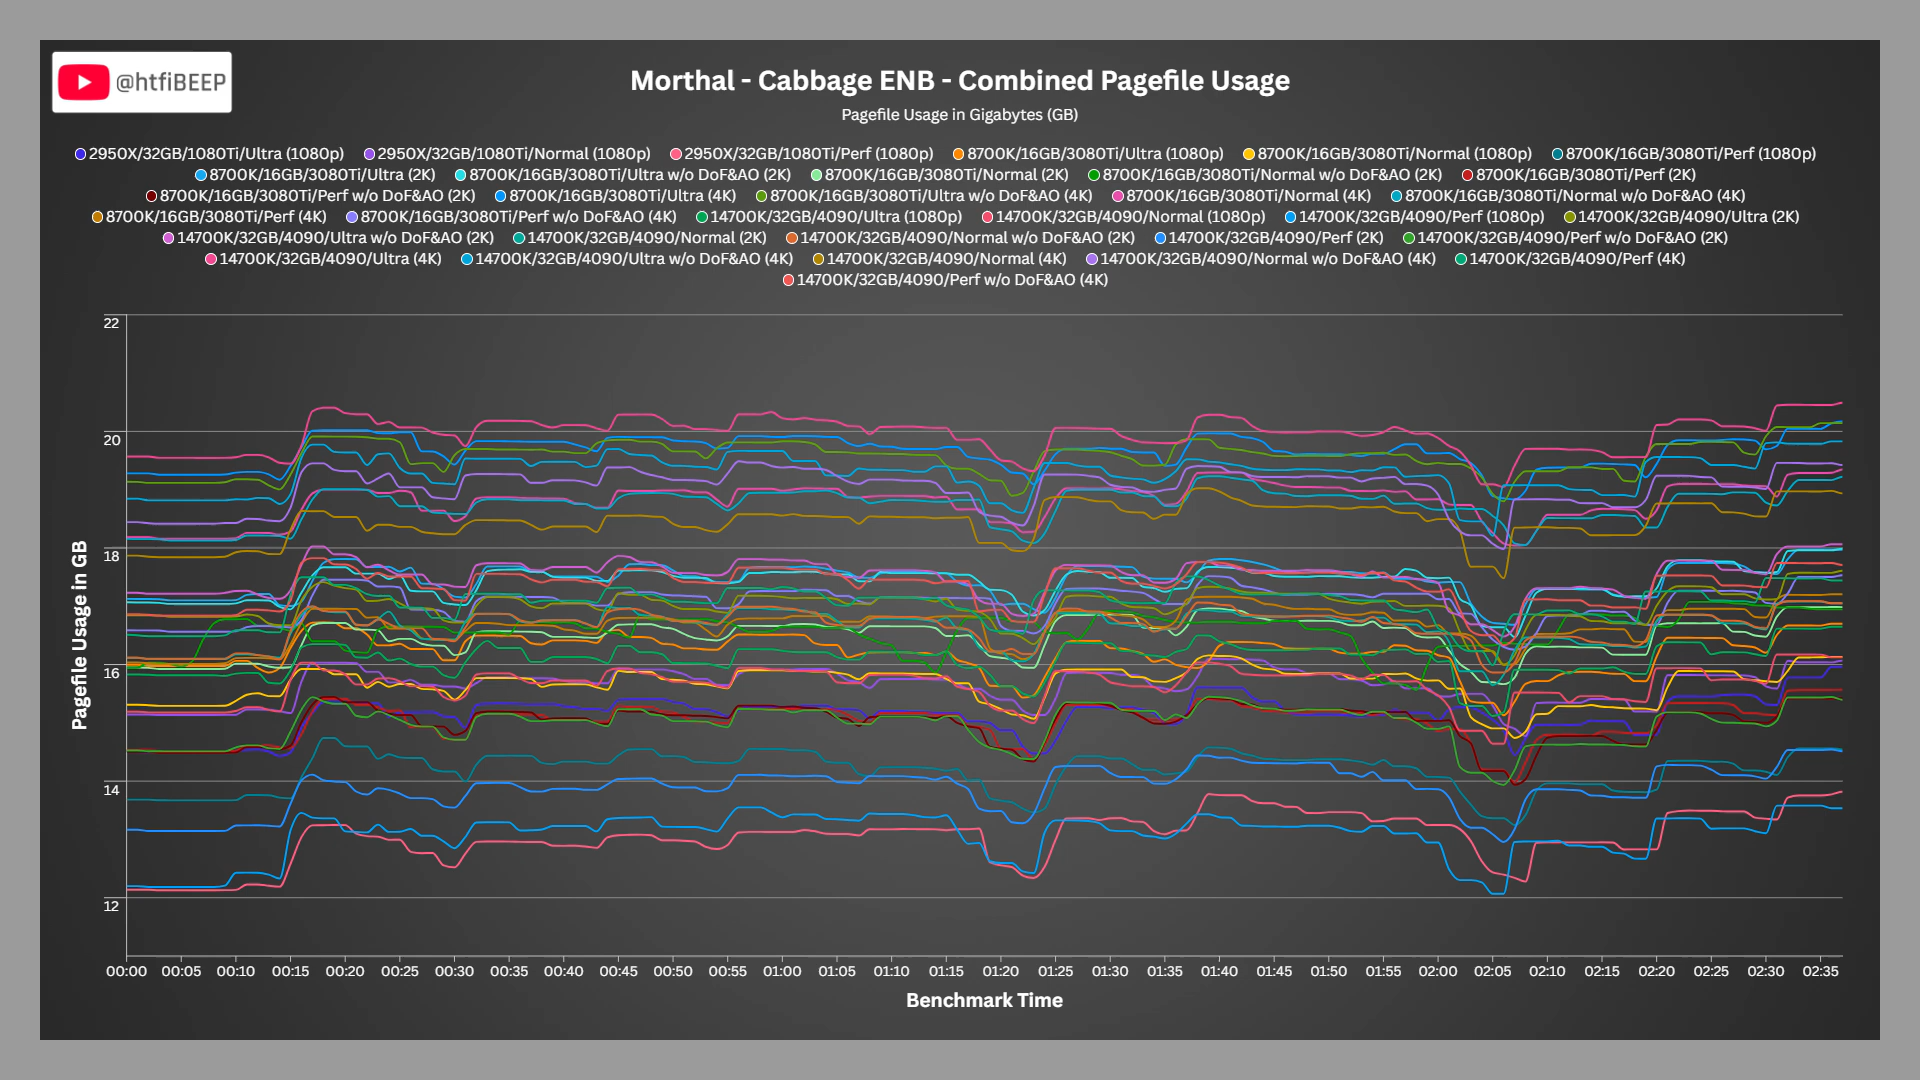 @htfiBEEP
Morthal - Cabbage ENB - Combined Pagefile Usage
Pagefile Usage in Gigabytes (GB)
2950X/32GB/1080Ti/Ultra (1080p) 2950X/32GB/1080Ti/Normal (1080p) 2950X/32GB/1080Ti/Perf (1080p) 8700K/16GB/3080Ti/Ultra (1080p) 8700K/16GB/3080Ti/Normal (1080p) 8700K/16GB/3080Ti/Perf (1080p)
8700K/16GB/3080Ti/Ultra (2K) 8700K/16GB/3080Ti/Ultra w/o DoF&AO (2K) 8700K/16GB/3080Ti/Normal (2K) 8700K/16GB/3080Ti/Normal w/o DoF&AO (2K) 8700K/16GB/3080Ti/Perf (2K)
8700K/16GB/3080Ti/Perf w/o DoF&AO (2K) 8700K/16GB/3080Ti/Ultra (4K) 8700K/16GB/3080Ti/Ultra w/o DoF&AO (4K) 8700K/16GB/3080Ti/Normal (4K) 8700K/16GB/3080Ti/Normal w/o DoF&AO (4K)
8700K/16GB/3080Ti/Perf (4K) 8700K/16GB/3080Ti/Perf w/o DoF&AO (4K) 14700K/32GB/4090/Ultra (1080p) 14700K/32GB/4090/Normal (1080p) 14700K/32GB/4090/Perf (1080p) 14700K/32GB/4090/Ultra (2K)
14700K/32GB/4090/Ultra w/o DoF&AO (2K) 14700K/32GB/4090/Normal (2K) 14700K/32GB/4090/Normal w/o DoF&AO (2K) 14700K/32GB/4090/Perf (2K) 14700K/32GB/4090/Perf w/o DoF&AO (2K)
14700K/32GB/4090/Ultra (4K) 14700K/32GB/4090/Ultra w/o DoF&AO (4K) 14700K/32GB/4090/Normal (4K) 14700K/32GB/4090/Normal w/o DoF&AO (4K) 14700K/32GB/4090/Perf (4K)
14700K/32GB/4090/Perf w/o DoF&AO (4K)
22
20
18
16
14
12
Pagefile Usage in GB
00:00 00:05 00:10 00:15 00:20 00:25 00:30 00:35 00:40 00:45 00:50 00:55 01:00 01:05 01:10 01:15 01:20 01:25 01:30 01:35 01:40 01:45 01:50 01:55 02:00 02:05 02:10 02:15 02:20 02:25 02:30 02:35
Benchmark Time